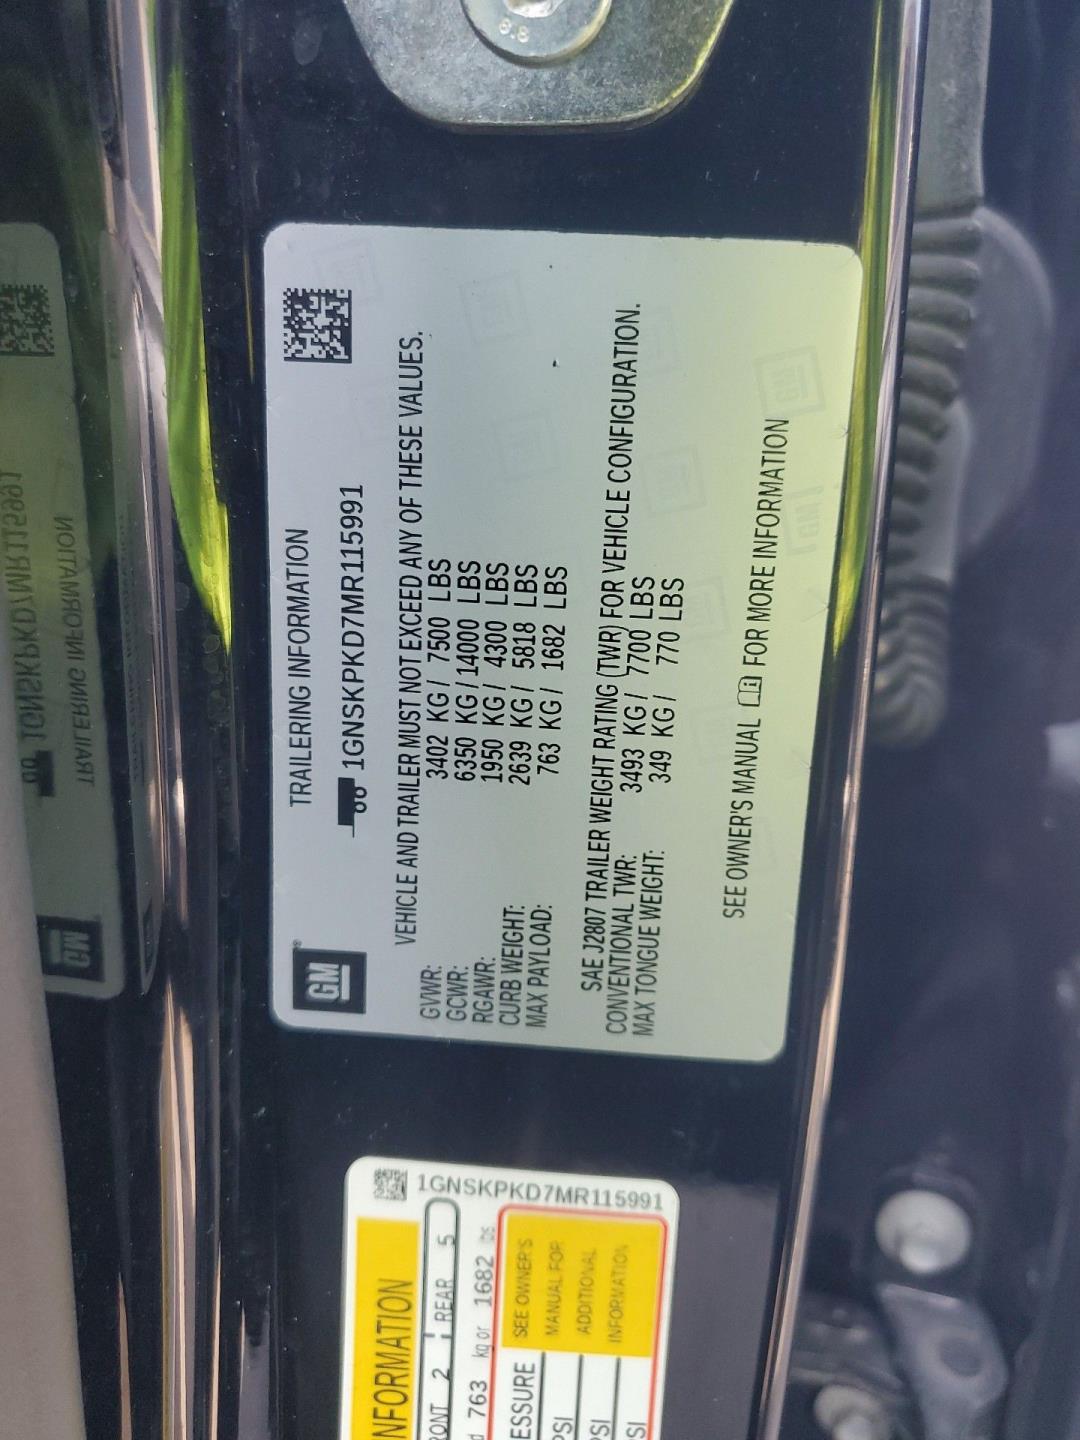 6.8
GM
TRAILERING INFORMATION
1GNSKPKD7MR115991
VEHICLE AND TRAILER MUST NOT EXCEED ANY OF THESE VALUES.
GVWR: 3402 KG / 7500 LBS
GCWR: 6350 KG / 14000 LBS
RGAWR: 1950 KG / 4300 LBS
CURB WEIGHT: 2639 KG / 5818 LBS
MAX PAYLOAD: 763 KG / 1682 LBS
SAE J2807 TRAILER WEIGHT RATING (TWR) FOR VEHICLE CONFIGURATION.
CONVENTIONAL TWR: 3493 KG / 7700 LBS
MAX TONGUE WEIGHT: 349 KG / 770 LBS
SEE OWNER'S MANUAL FOR MORE INFORMATION
NFORMATION
1GNSKPKD7MR115991
RONT 2 REAR 5
d 763 kg or 1682 lbs
ESSURE
SEE OWNER'S
MANUAL FOR
ADDITIONAL
INFORMATION
PSI
PSI
SI